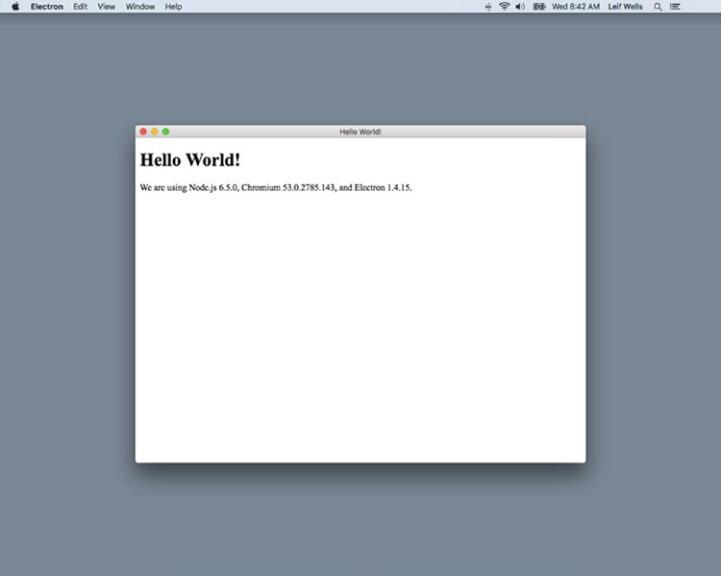 Electron Edit View Window Help Wed 8:42 AM Leif Wells
Hello World!
Hello World!
We are using Node.js 6.5.0, Chromium 53.0.2785.143, and Electron 1.4.15.